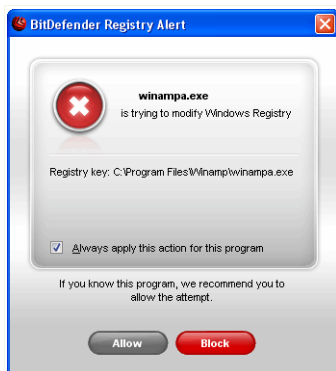 BitDefender Registry Alert
winampa.exe
is trying to modify Windows Registry
Registry key: C:\Program Files\Winamp\winampa.exe
Always apply this action for this program
If you know this program, we recommend you to
allow the attempt.
Allow Block